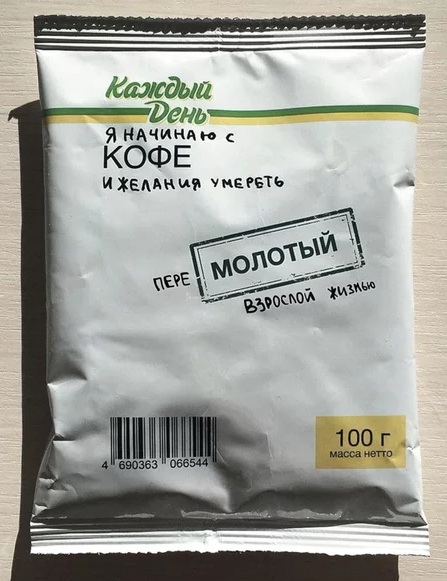 Каждый
День
Я НАЧИНАЮ С
КОФЕ
И ЖЕЛАНИЯ УМЕРЕТЬ
ПЕРЕ МОЛОТЫЙ
ВЗРОСЛОЙ ЖИЗНЬЮ
100 г
масса нетто
4 690363 066544